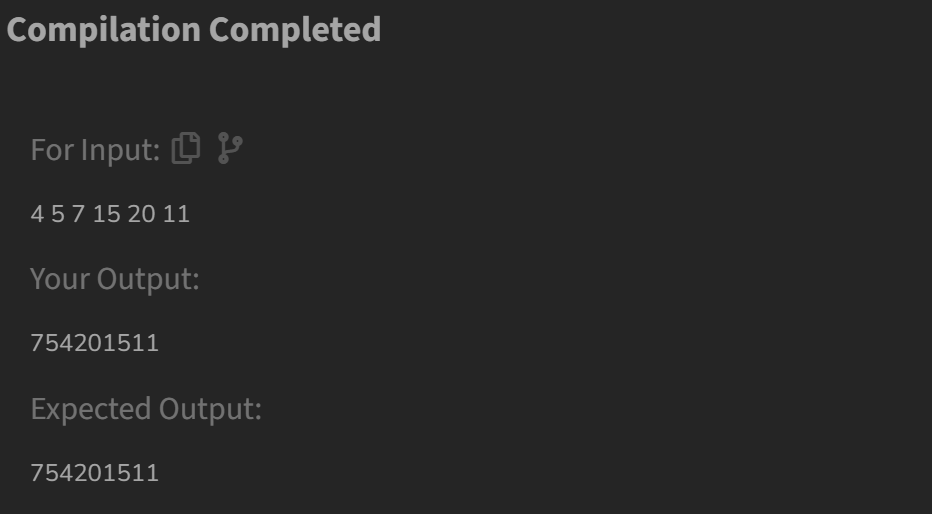 Compilation Completed
For Input:
4 5 7 15 20 11
Your Output:
754201511
Expected Output:
754201511